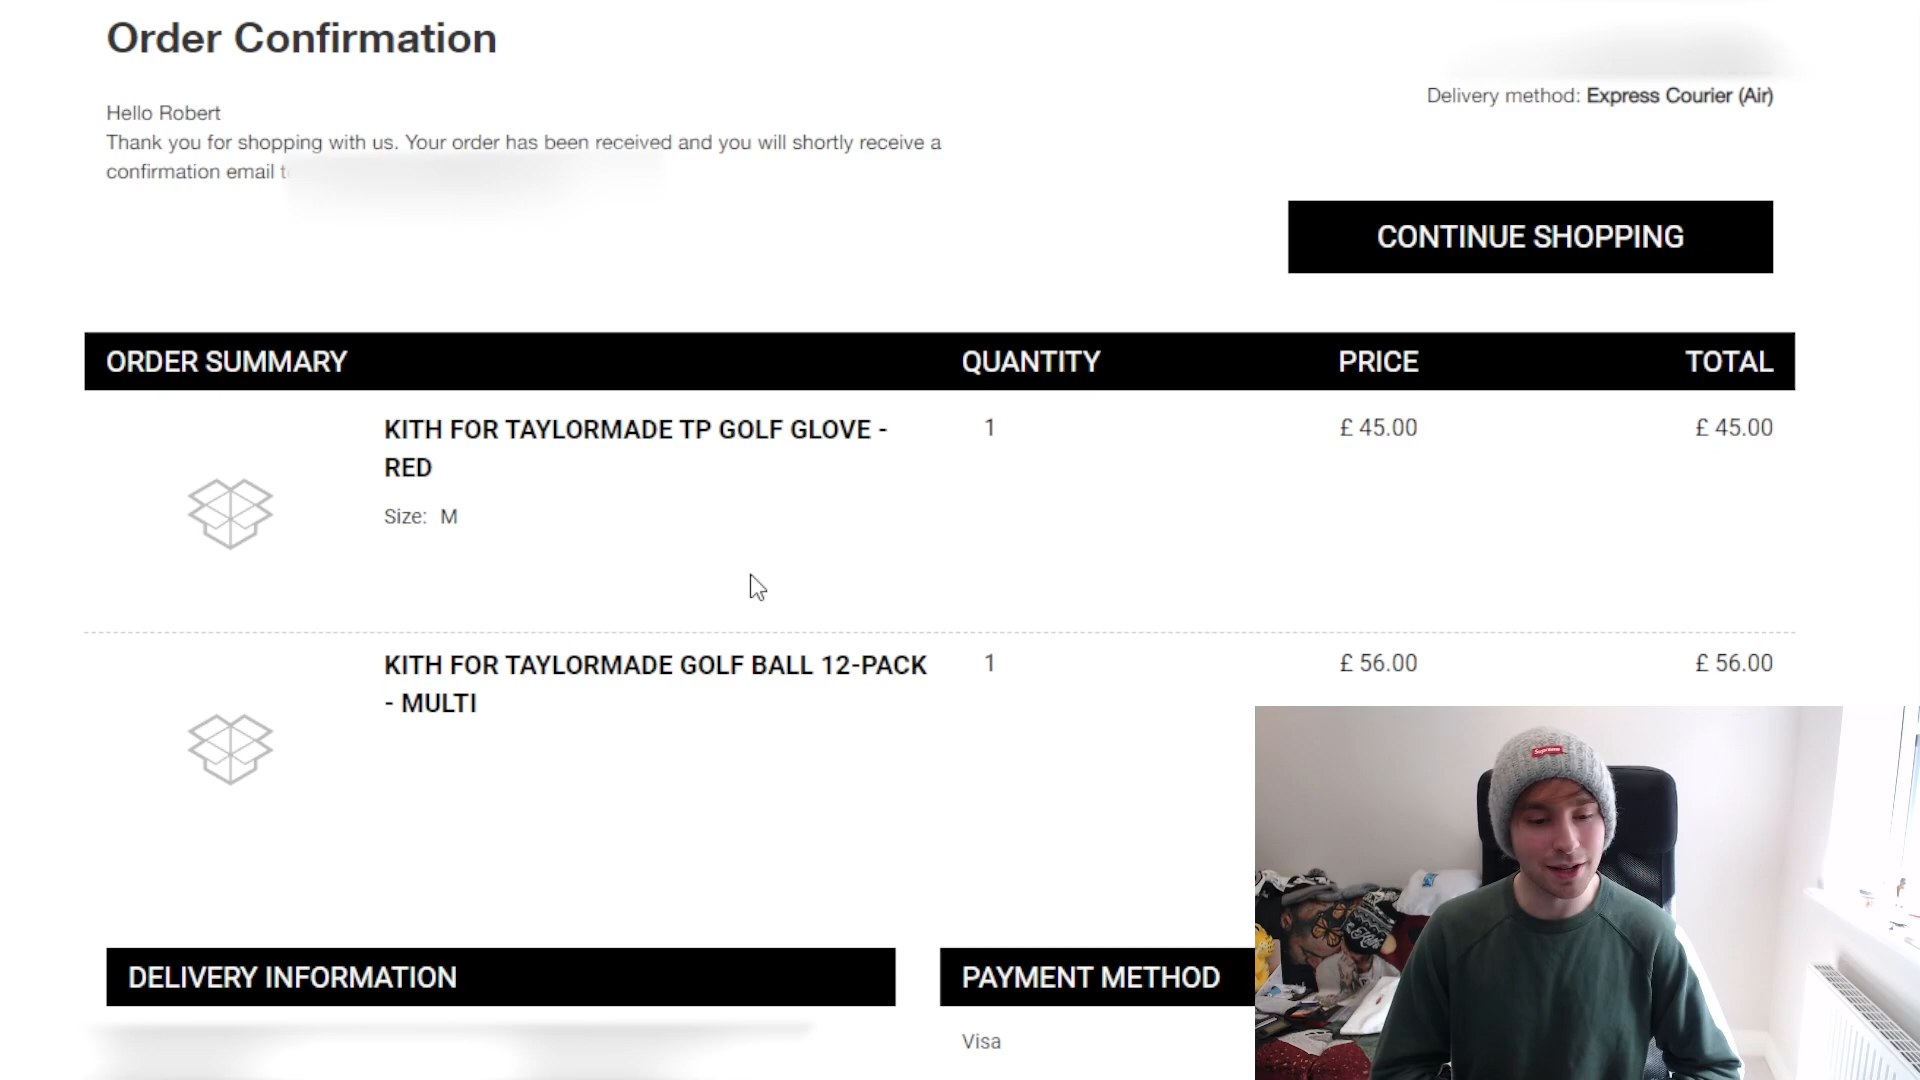 Order Confirmation
Delivery method: Express Courier (Air)
Hello Robert
Thank you for shopping with us. Your order has been received and you will shortly receive a
confirmation email
CONTINUE SHOPPING
ORDER SUMMARY QUANTITY PRICE TOTAL
KITH FOR TAYLORMADE TP GOLF GLOVE - 1 £ 45.00 £ 45.00
RED
Size: M
KITH FOR TAYLORMADE GOLF BALL 12-PACK 1 £ 56.00 £ 56.00
- MULTI
Supreme
DELIVERY INFORMATION PAYMENT METHOD
Visa